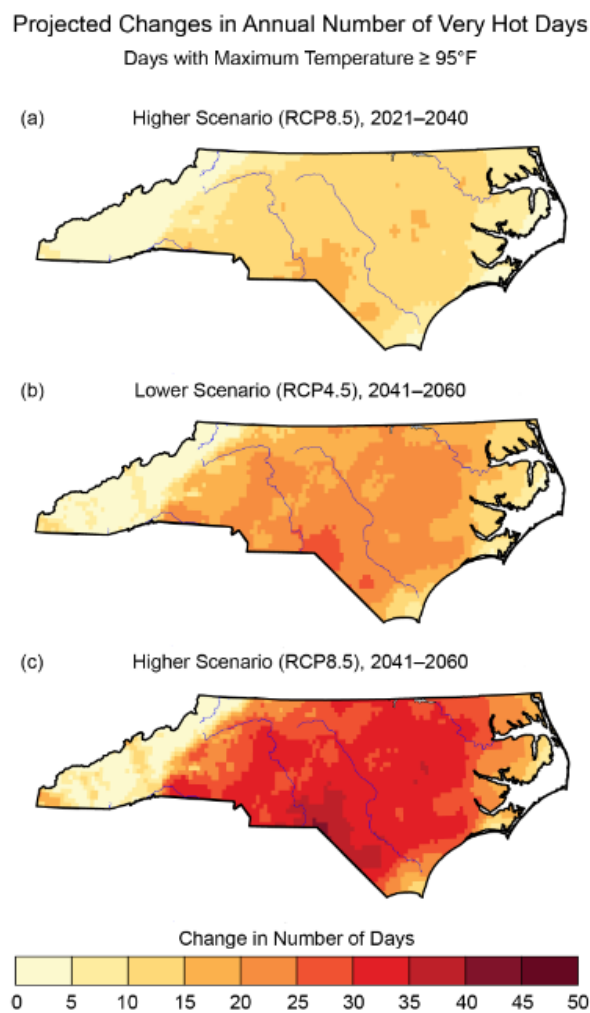 Projected Changes in Annual Number of Very Hot Days
Days with Maximum Temperature ≥ 95°F
(a) Higher Scenario (RCP8.5), 2021–2040
(b) Lower Scenario (RCP4.5), 2041–2060
(c) Higher Scenario (RCP8.5), 2041–2060
Change in Number of Days
0 5 10 15 20 25 30 35 40 45 50